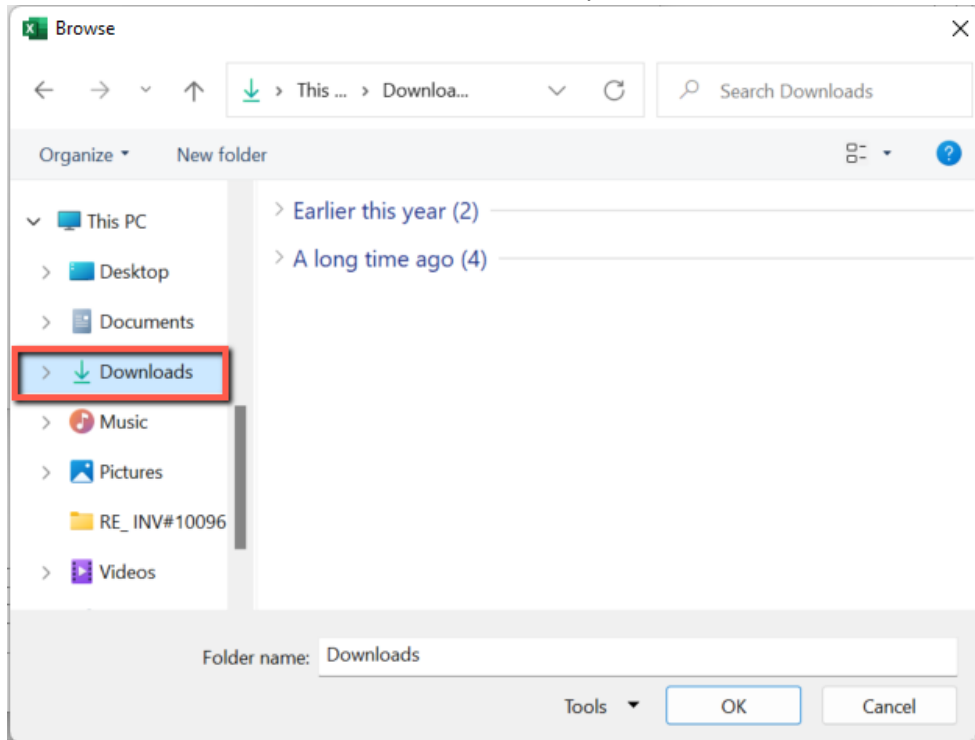 Browse
This ... > Downloa...
Search Downloads
Organize
New folder
This PC
Desktop
Documents
Downloads
Music
Pictures
RE_ INV#10096
Videos
Earlier this year (2)
A long time ago (4)
Folder name: Downloads
Tools
OK
Cancel